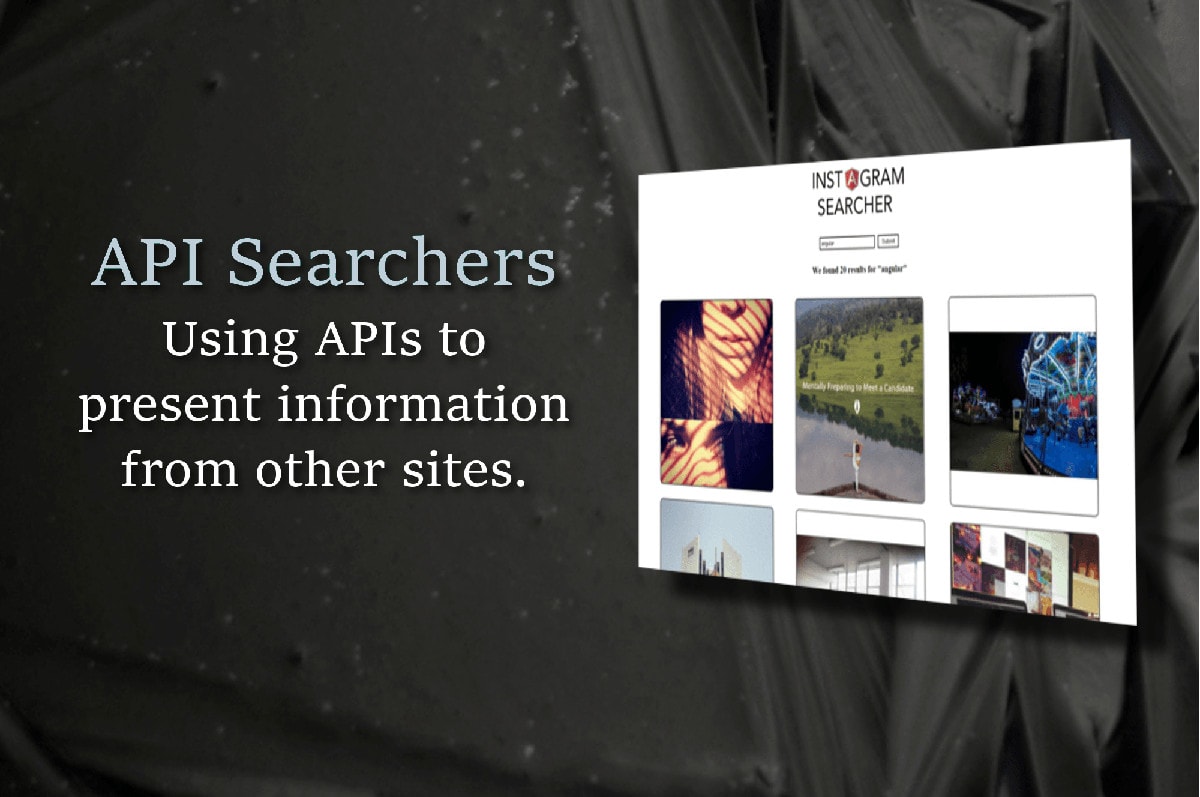 API Searchers
Using APIs to
present information
from other sites.
INSTAGRAM
SEARCHER
angular
Submit
We found 20 results for "angular"
Mentally Preparing to Meet a Candidate